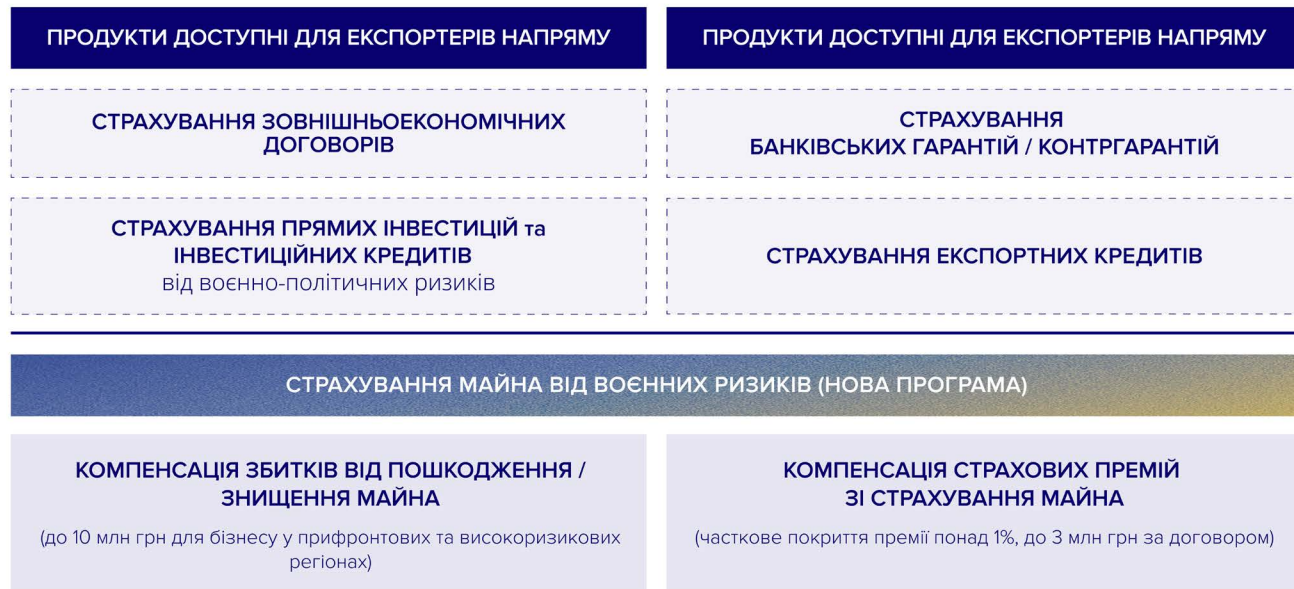 ПРОДУКТИ ДОСТУПНІ ДЛЯ ЕКСПОРТЕРІВ НАПРЯМУ
СТРАХУВАННЯ ЗОВНІШНЬОЕКОНОМІЧНИХ
ДОГОВОРІВ
СТРАХУВАННЯ ПРЯМИХ ІНВЕСТИЦІЙ та
ІНВЕСТИЦІЙНИХ КРЕДИТІВ
від воєнно-політичних ризиків
ПРОДУКТИ ДОСТУПНІ ДЛЯ ЕКСПОРТЕРІВ НАПРЯМУ
СТРАХУВАННЯ
БАНКІВСЬКИХ ГАРАНТІЙ / КОНТРГАРАНТІЙ
СТРАХУВАННЯ ЕКСПОРТНИХ КРЕДИТІВ
СТРАХУВАННЯ МАЙНА ВІД ВОЄННИХ РИЗИКІВ (НОВА ПРОГРАМА)
КОМПЕНСАЦІЯ ЗБИТКІВ ВІД ПОШКОДЖЕННЯ /
ЗНИЩЕННЯ МАЙНА
(до 10 млн грн для бізнесу у прифронтових та високоризикових
регіонах)
КОМПЕНСАЦІЯ СТРАХОВИХ ПРЕМІЙ
ЗІ СТРАХУВАННЯ МАЙНА
(часткове покриття премії понад 1%, до 3 млн грн за договором)